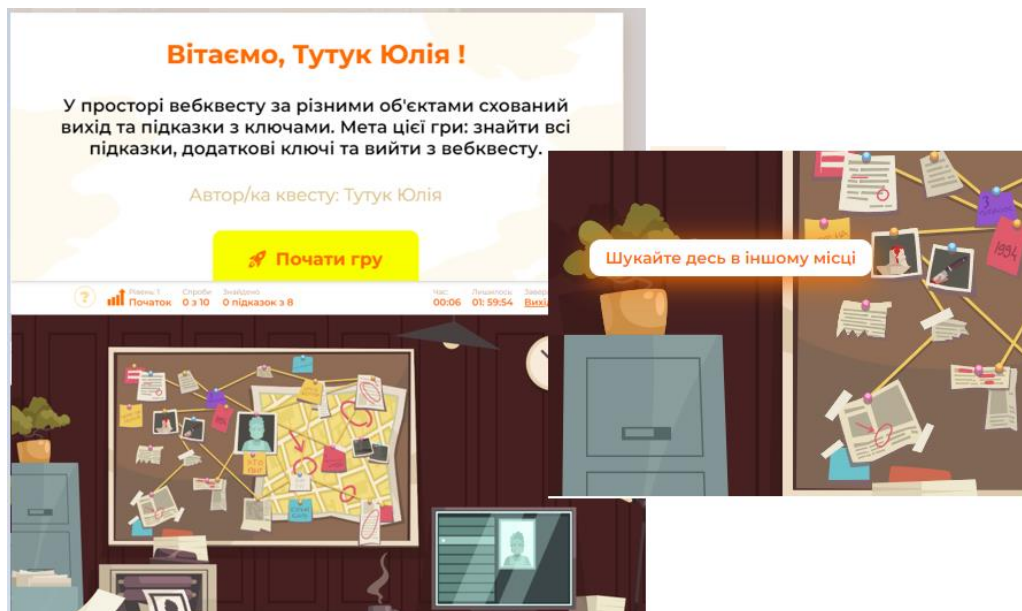 Вітаємо, Тутук Юлія !
У просторі вебквесту за різними об'єктами схований
вихід та підказки з ключами. Мета цієї гри: знайти всі
підказки, додаткові ключі та вийти з вебквесту.
Автор/ка квесту: Тутук Юлія
Почати гру
? Рівень: 1 Спроби Знайдено Час Лишилось
Початок 0 з 10 0 підказок з 8 00:06 01: 59:54
Шукайте десь в іншому місці
1994